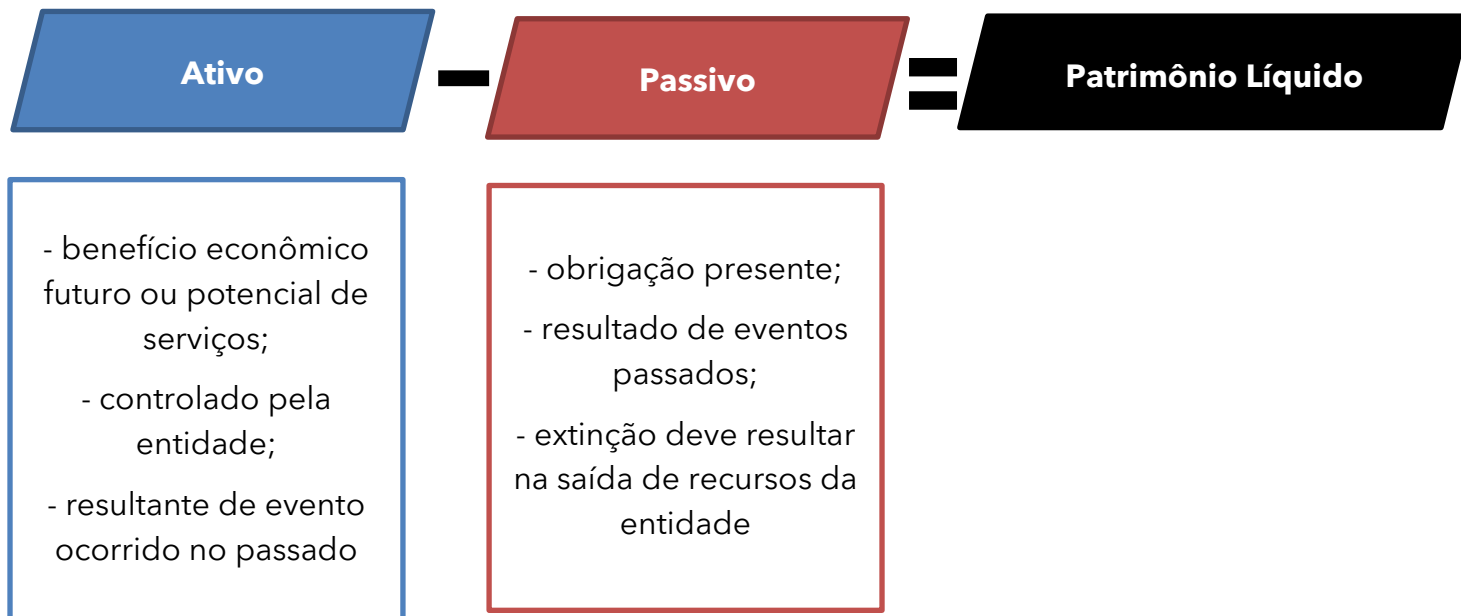 Ativo
Passivo
Patrimônio Líquido
- benefício econômico
futuro ou potencial de
serviços;
- controlado pela
entidade;
- resultante de evento
ocorrido no passado
- obrigação presente;
- resultado de eventos
passados;
- extinção deve resultar
na saída de recursos da
entidade